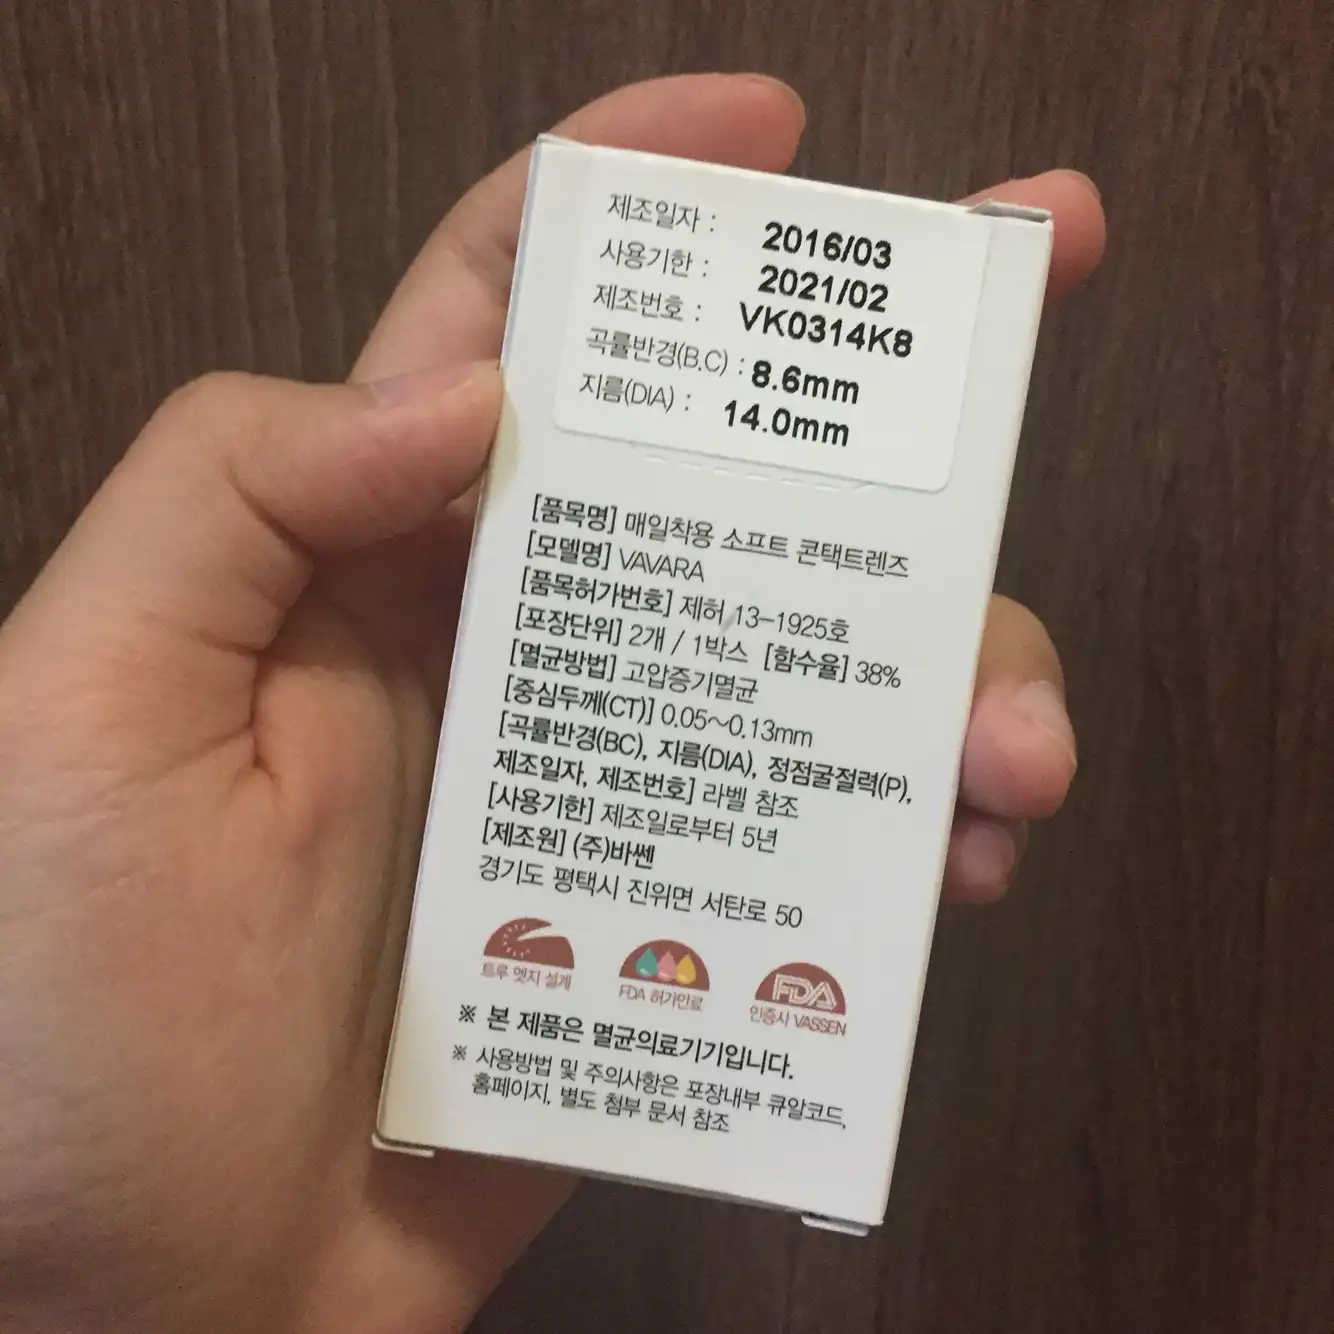 제조일자 : 2016/03
사용기한 : 2021/02
제조번호 : VK0314K8
곡률반경(B.C) : 8.6mm
지름(DIA) : 14.0mm
[품목명] 매일착용 소프트 콘택트렌즈
[모델명] VAVARA
[품목허가번호] 제허 13-1925호
[포장단위] 2개 / 1박스 [함수율] 38%
[멸균방법] 고압증기멸균
[중심두께(CT)] 0.05~0.13mm
[곡률반경(BC), 지름(DIA), 정점굴절력(P),
제조일자, 제조번호] 라벨 참조
[사용기한] 제조일로부터 5년
[제조원] (주)바쎈
경기도 평택시 진위면 서탄로 50
트루 엣지 설계
FDA 허가안료
FDA
인증사 VASSEN
※ 본 제품은 멸균의료기기입니다.
※ 사용방법 및 주의사항은 포장내부 큐알코드,
홈페이지, 별도 첨부 문서 참조